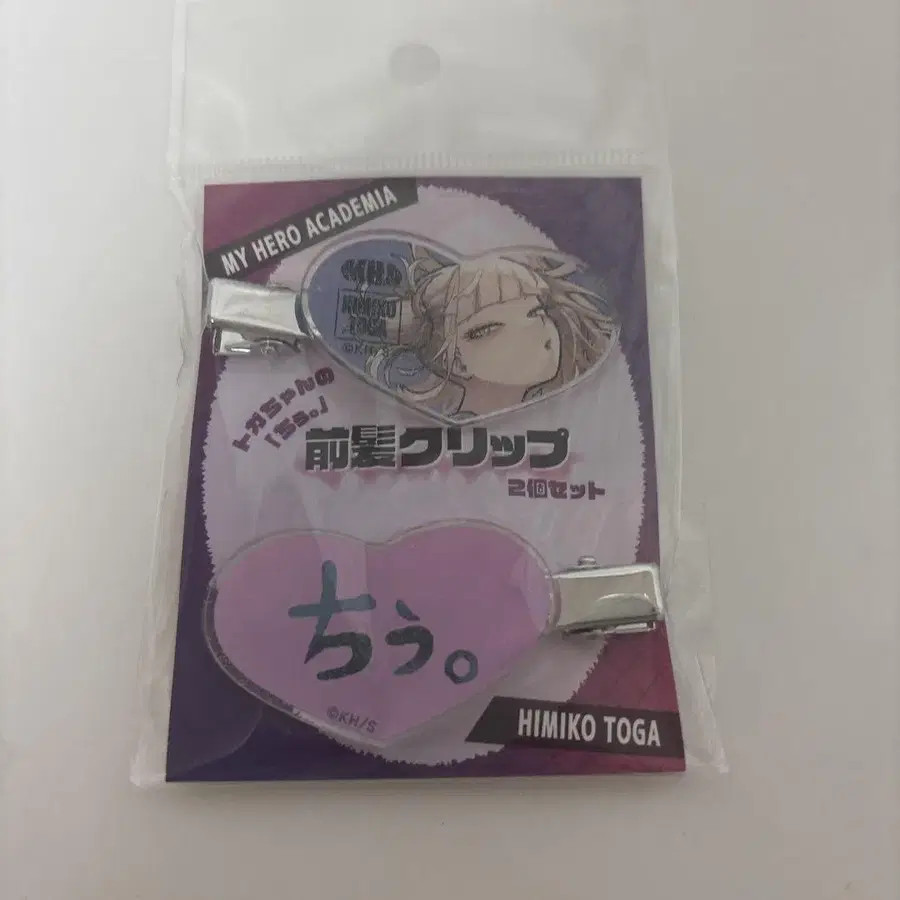 MY HERO ACADEMIA
MHA
HIMIKO
TOGA
©KH/S
トガちゃんの
「ちぅ。」
前髪クリップ
2個セット
ちぅ。
©KH/S
HIMIKO TOGA